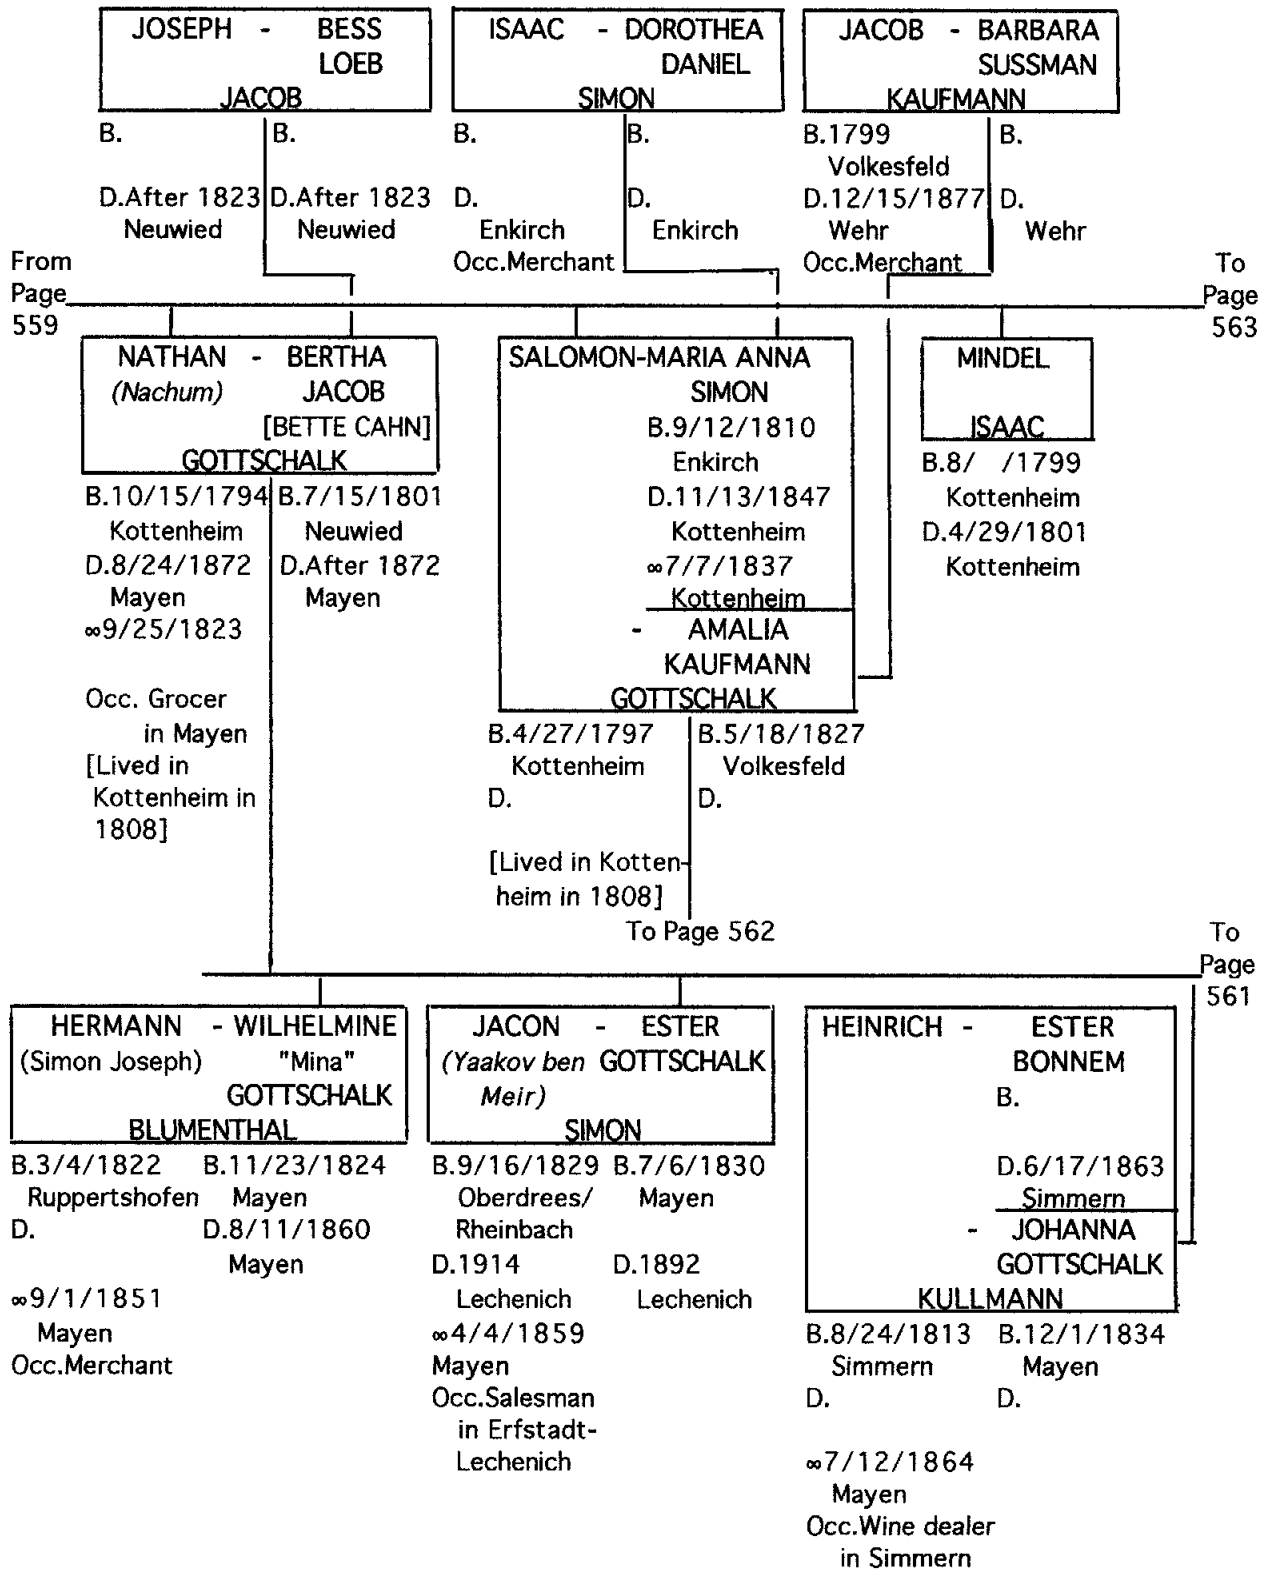 JOSEPH - BESS
LOEB
JACOB
B. B.
D.After 1823 D.After 1823
Neuwied Neuwied
ISAAC - DOROTHEA
DANIEL
SIMON
B. B.
D. D.
Enkirch Enkirch
Occ.Merchant
JACOB - BARBARA
SUSSMAN
KAUFMANN
B.1799 B.
Volkesfeld
D.12/15/1877 D.
Wehr Wehr
Occ.Merchant
From
Page
559
To
Page
563
NATHAN - BERTHA
(Nachum) JACOB
[BETTE CAHN]
GOTTSCHALK
B.10/15/1794 B.7/15/1801
Kottenheim Neuwied
D.8/24/1872 D.After 1872
Mayen Mayen
∞9/25/1823
Occ. Grocer
in Mayen
[Lived in
Kottenheim in
1808]
SALOMON-MARIA ANNA
SIMON
B.9/12/1810
Enkirch
D.11/13/1847
Kottenheim
∞7/7/1837
Kottenheim
- AMALIA
KAUFMANN
GOTTSCHALK
B.4/27/1797 B.5/18/1827
Kottenheim Volkesfeld
D. D.
[Lived in Kotten-
heim in 1808]
To Page 562
MINDEL
ISAAC
B.8/ /1799
Kottenheim
D.4/29/1801
Kottenheim
To
Page
561
HERMANN - WILHELMINE
(Simon Joseph) "Mina"
GOTTSCHALK
BLUMENTHAL
B.3/4/1822 B.11/23/1824
Ruppertshofen Mayen
D. D.8/11/1860
Mayen
∞9/1/1851
Mayen
Occ.Merchant
JACON - ESTER
(Yaakov ben GOTTSCHALK
Meir)
SIMON
B.9/16/1829 B.7/6/1830
Oberdrees/ Mayen
Rheinbach
D.1914 D.1892
Lechenich Lechenich
∞4/4/1859
Mayen
Occ.Salesman
in Erfstadt-
Lechenich
HEINRICH - ESTER
BONNEM
B.
D.6/17/1863
Simmern
- JOHANNA
GOTTSCHALK
KULLMANN
B.8/24/1813 B.12/1/1834
Simmern Mayen
D. D.
∞7/12/1864
Mayen
Occ.Wine dealer
in Simmern